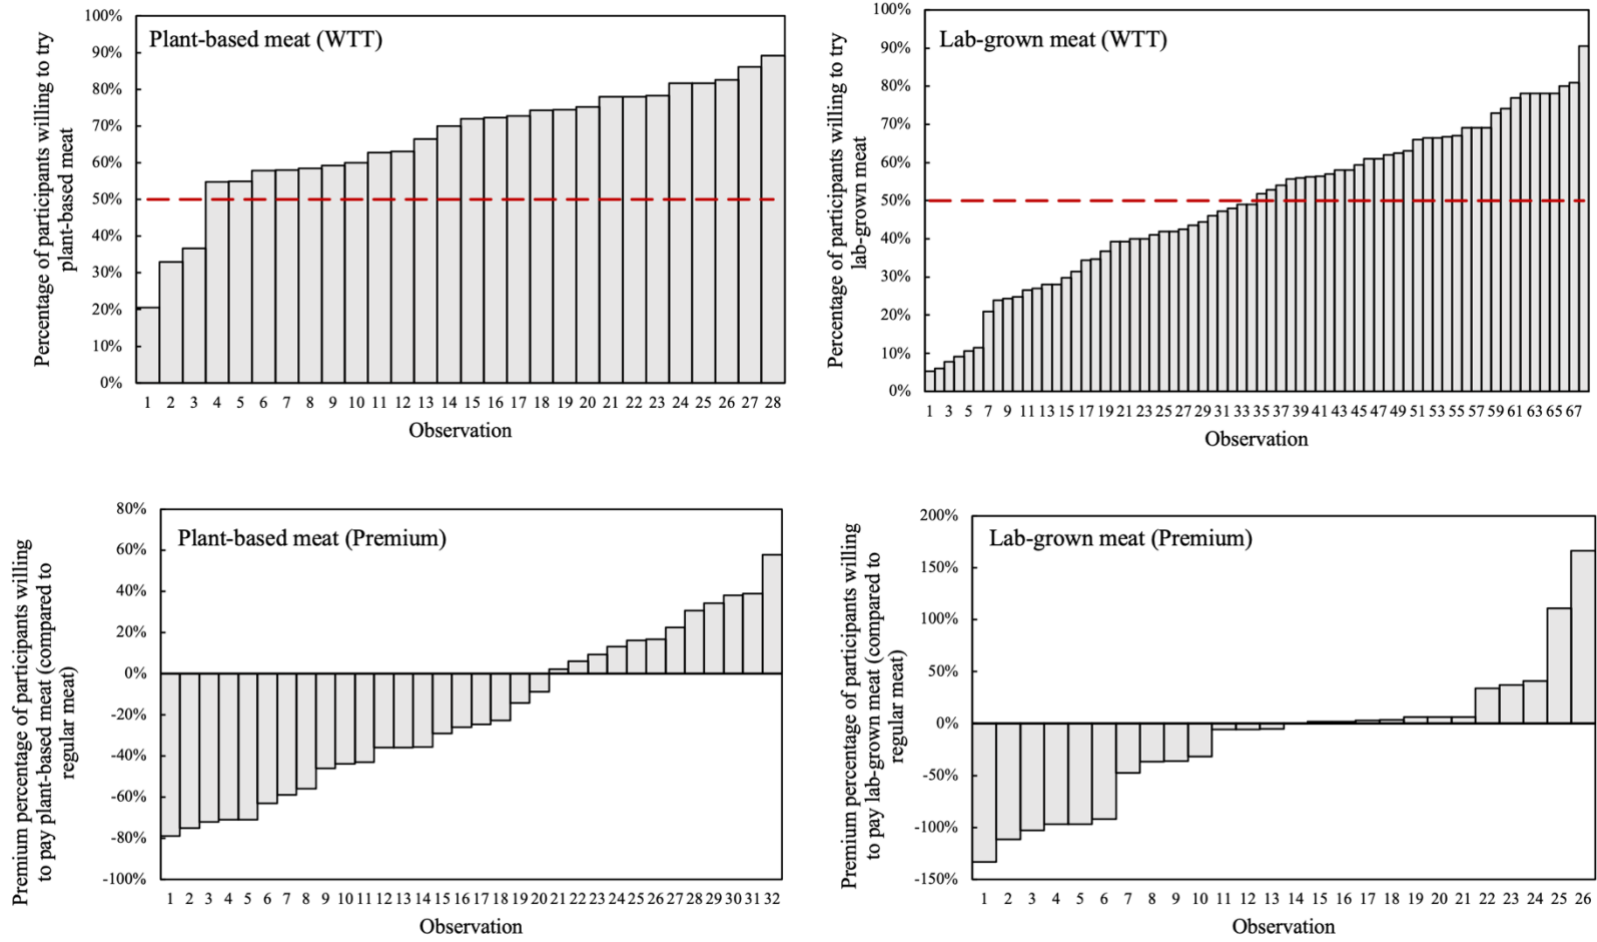 Plant-based meat (WTT)
Percentage of participants willing to try
plant-based meat
100%
90%
80%
70%
60%
50%
40%
30%
20%
10%
0%
1 2 3 4 5 6 7 8 9 10 11 12 13 14 15 16 17 18 19 20 21 22 23 24 25 26 27 28
Observation
Lab-grown meat (WTT)
Percentage of participants willing to try
lab-grown meat
100%
90%
80%
70%
60%
50%
40%
30%
20%
10%
0%
1 3 5 7 9 11 13 15 17 19 21 23 25 27 29 31 33 35 37 39 41 43 45 47 49 51 53 55 57 59 61 63 65 67
Observation
Plant-based meat (Premium)
Premium percentage of participants willing
to pay plant-based meat (compared to
regular meat)
80%
60%
40%
20%
0%
-20%
-40%
-60%
-80%
-100%
1 2 3 4 5 6 7 8 9 10 11 12 13 14 15 16 17 18 19 20 21 22 23 24 25 26 27 28 29 30 31 32
Observation
Lab-grown meat (Premium)
Premium percentage of participants willing
to pay lab-grown meat (compared to
regular meat)
200%
150%
100%
50%
0%
-50%
-100%
-150%
1 2 3 4 5 6 7 8 9 10 11 12 13 14 15 16 17 18 19 20 21 22 23 24 25 26
Observation